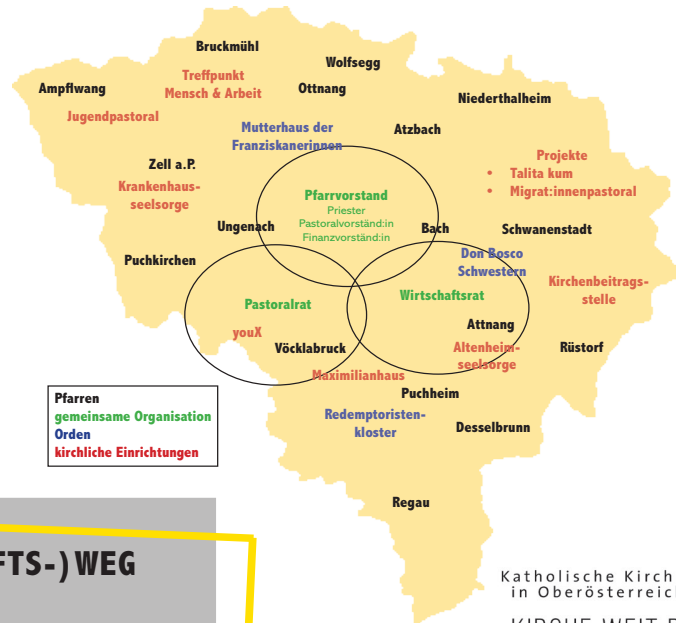 Bruckmühl
Wolfsegg
Treffpunkt
Mensch & Arbeit
Ampflwang
Ottnang
Niederthalheim
Jugendpastoral
Mutterhaus der
Franziskanerinnen
Atzbach
Zell a.P.
Projekte
• Talita kum
• Migrat:innenpastoral
Krankenhaus-
seelsorge
Pfarrvorstand
Priester
Pastoralvorständ:in
Finanzvorständ:in
Ungenach
Bach
Schwanenstadt
Puchkirchen
Don Bosco
Schwestern
Kirchenbeitrags-
stelle
Pastoralrat
Wirtschaftsrat
youX
Attnang
Vöcklabruck
Altenheim-
seelsorge
Rüstorf
Maximilianhaus
Puchheim
Redemptoristen-
kloster
Desselbrunn
Pfarren
gemeinsame Organisation
Orden
kirchliche Einrichtungen
Regau
FTS-) WEG
Katholische Kirch
in Oberösterreich